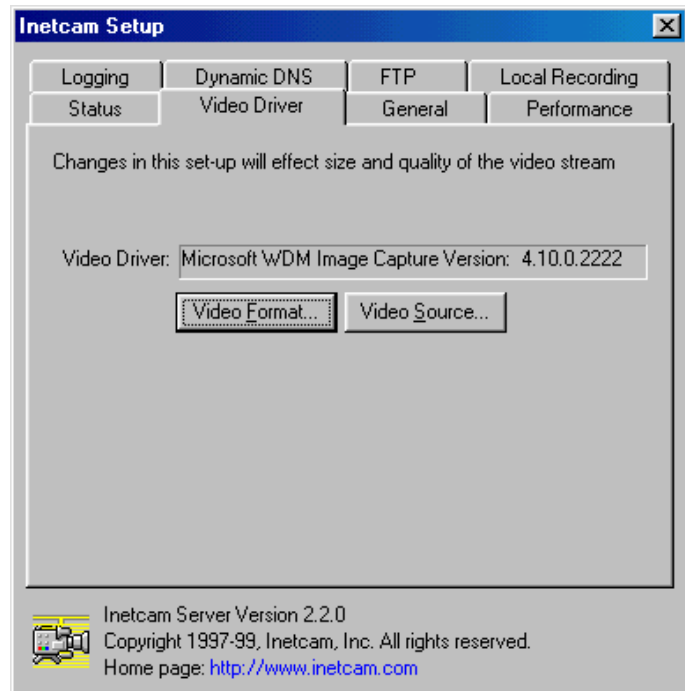 Inetcam Setup
Logging Dynamic DNS FTP Local Recording
Status Video Driver General Performance
Changes in this set-up will effect size and quality of the video stream
Video Driver: Microsoft WDM Image Capture Version: 4.10.0.2222
Video Format... Video Source...
Inetcam Server Version 2.2.0
Copyright 1997-99, Inetcam, Inc. All rights reserved.
Home page: http://www.inetcam.com